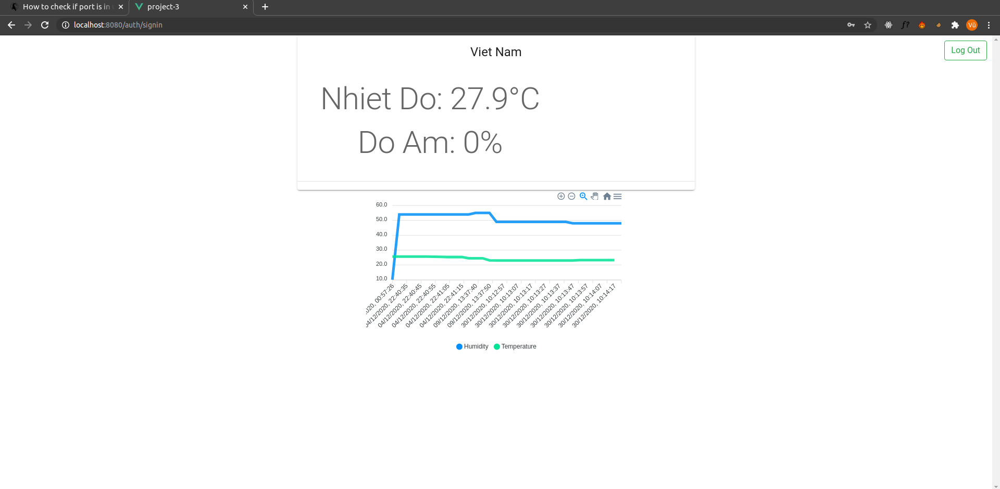 How to check if port is in
project-3
localhost:8080/auth/signin
Vũ
Log Out
Viet Nam
Nhiet Do: 27.9°C
Do Am: 0%
60.0
50.0
40.0
30.0
20.0
10.0
00:57:26
04/12/2020, 22:40:35
04/12/2020, 22:40:45
04/12/2020, 22:40:55
04/12/2020, 22:41:05
04/12/2020, 22:41:15
09/12/2020, 13:37:40
09/12/2020, 13:37:50
30/12/2020, 10:12:57
30/12/2020, 10:13:07
30/12/2020, 10:13:17
30/12/2020, 10:13:27
30/12/2020, 10:13:37
30/12/2020, 10:13:47
30/12/2020, 10:13:57
30/12/2020, 10:14:07
30/12/2020, 10:14:17
Humidity
Temperature